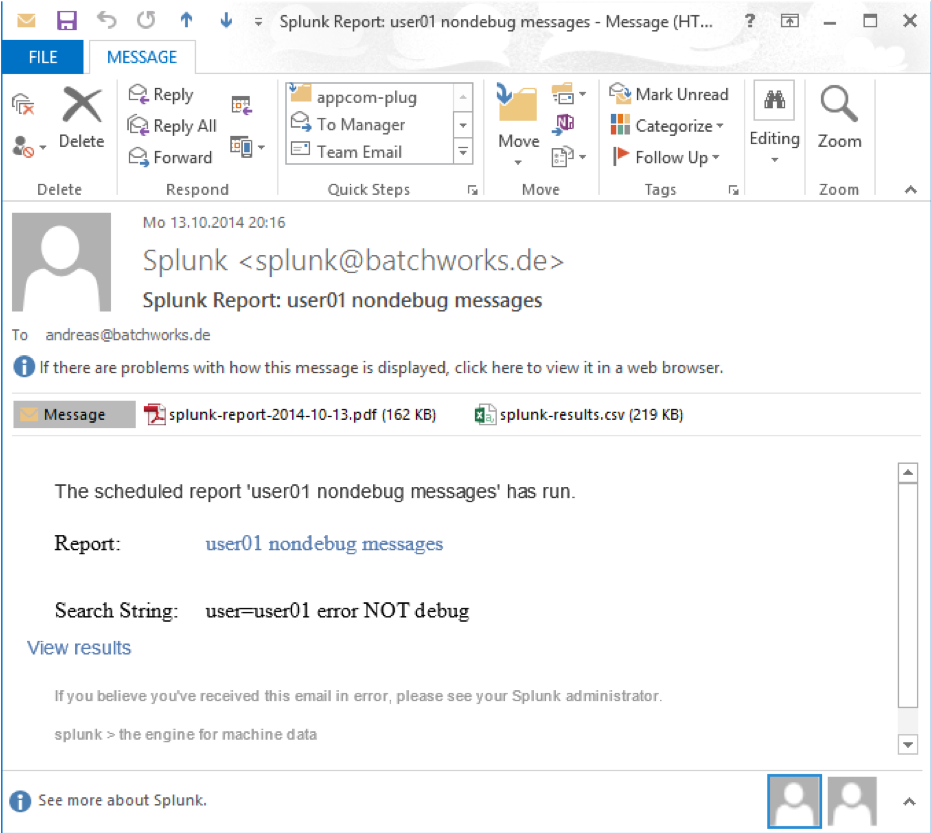 Splunk Report: user01 nondebug messages - Message (HT... ?
FILE MESSAGE
Delete
Reply
Reply All
Forward
appcom-plug
To Manager
Team Email
Move
Mark Unread
Categorize
Follow Up
Editing
Zoom
Delete Respond Quick Steps Move Tags Zoom
Mo 13.10.2014 20:16
Splunk <splunk@batchworks.de>
Splunk Report: user01 nondebug messages
To andreas@batchworks.de
If there are problems with how this message is displayed, click here to view it in a web browser.
Message splunk-report-2014-10-13.pdf (162 KB) splunk-results.csv (219 KB)
The scheduled report 'user01 nondebug messages' has run.
Report: user01 nondebug messages
Search String: user=user01 error NOT debug
View results
If you believe you've received this email in error, please see your Splunk administrator.
splunk > the engine for machine data
See more about Splunk.